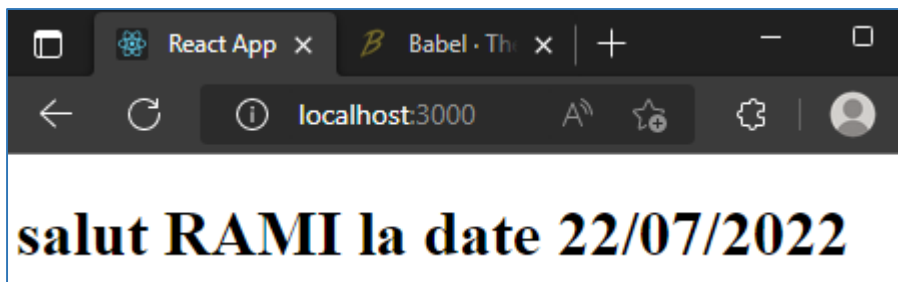 React App
Babel · Th
localhost:3000
salut RAMI la date 22/07/2022